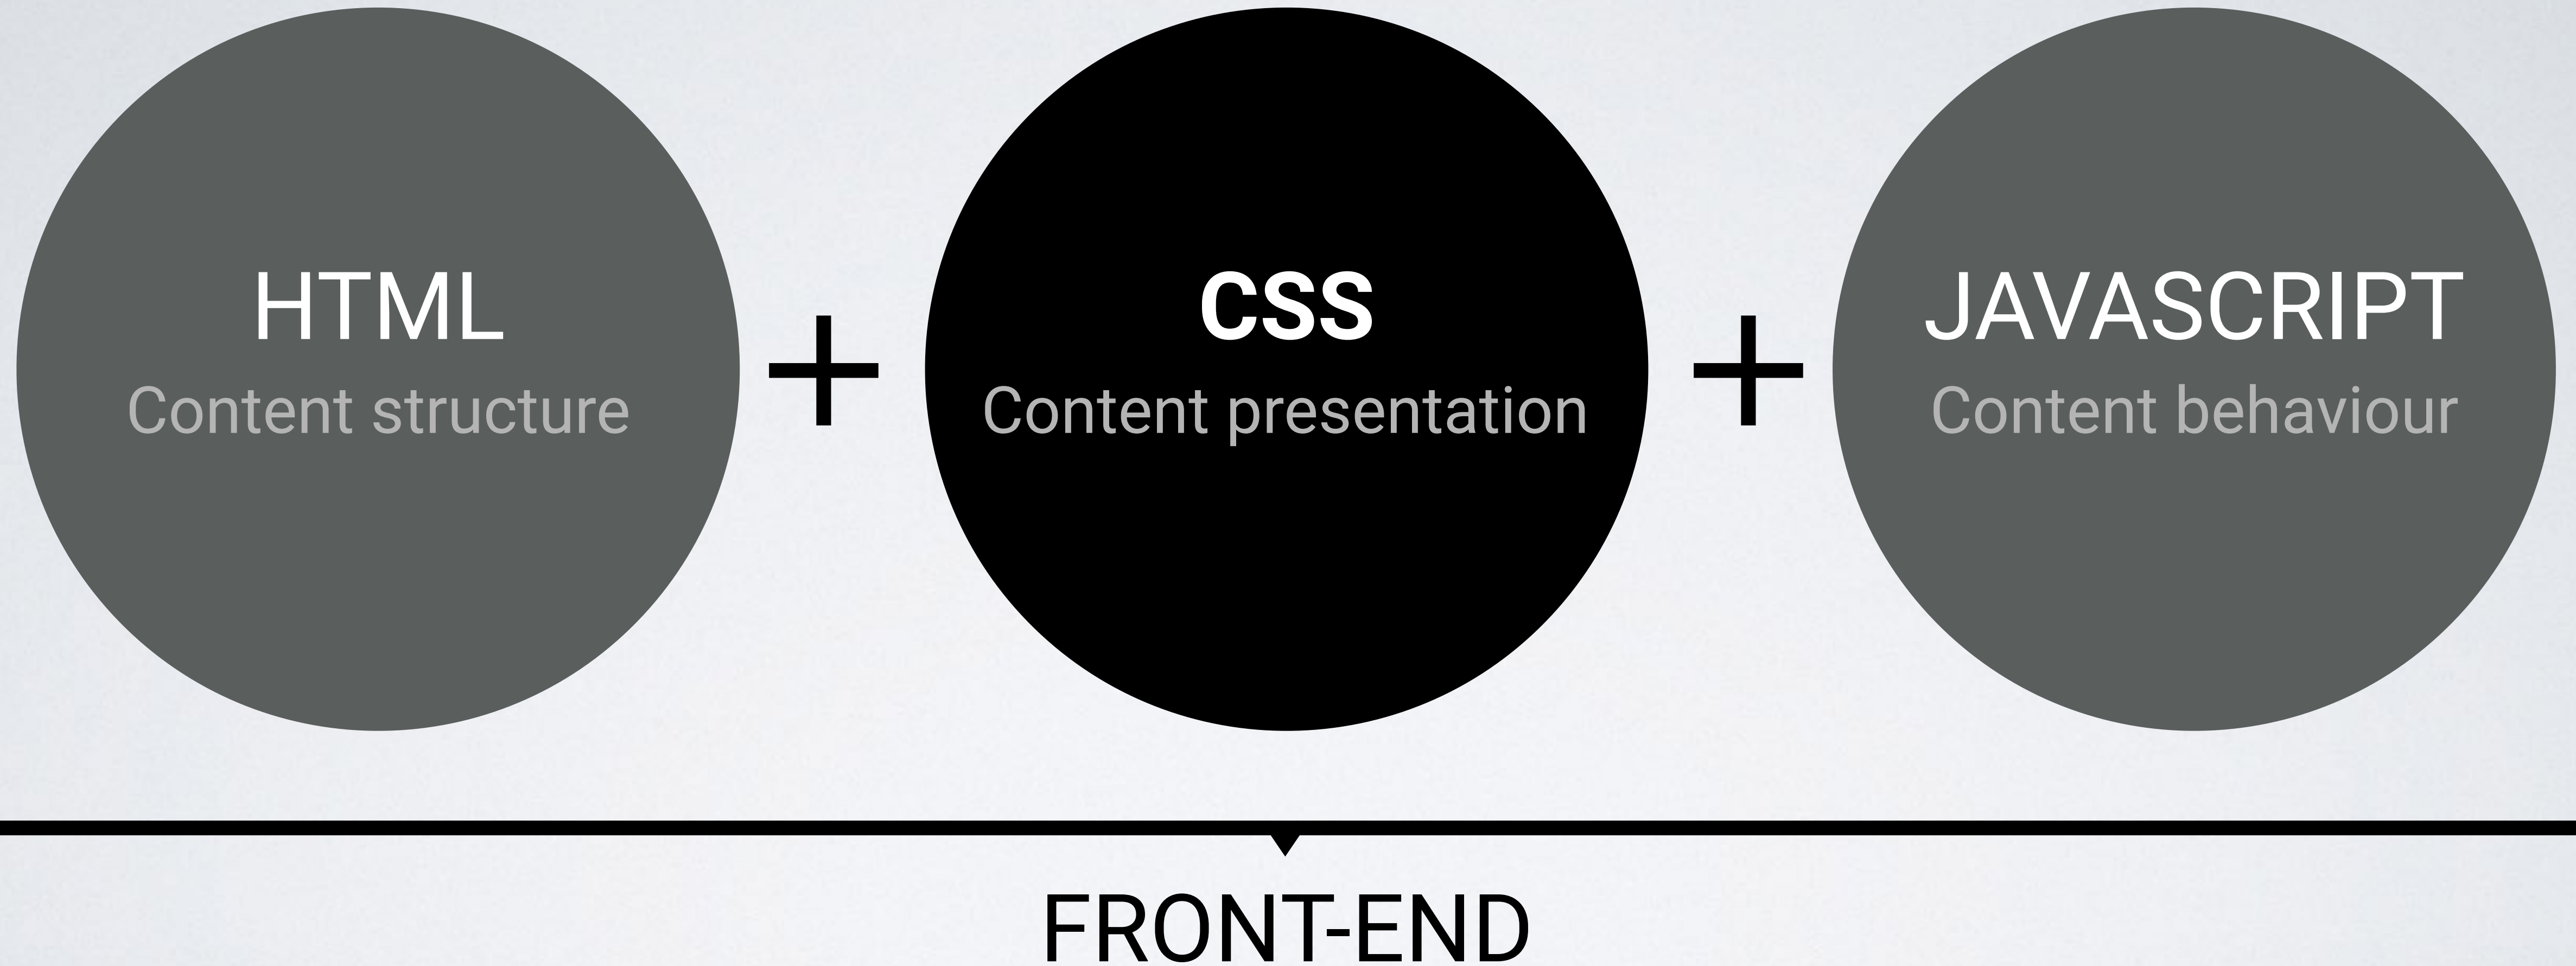 HTML
Content structure
+
CSS
Content presentation
+
JAVASCRIPT
Content behaviour
FRONT-END